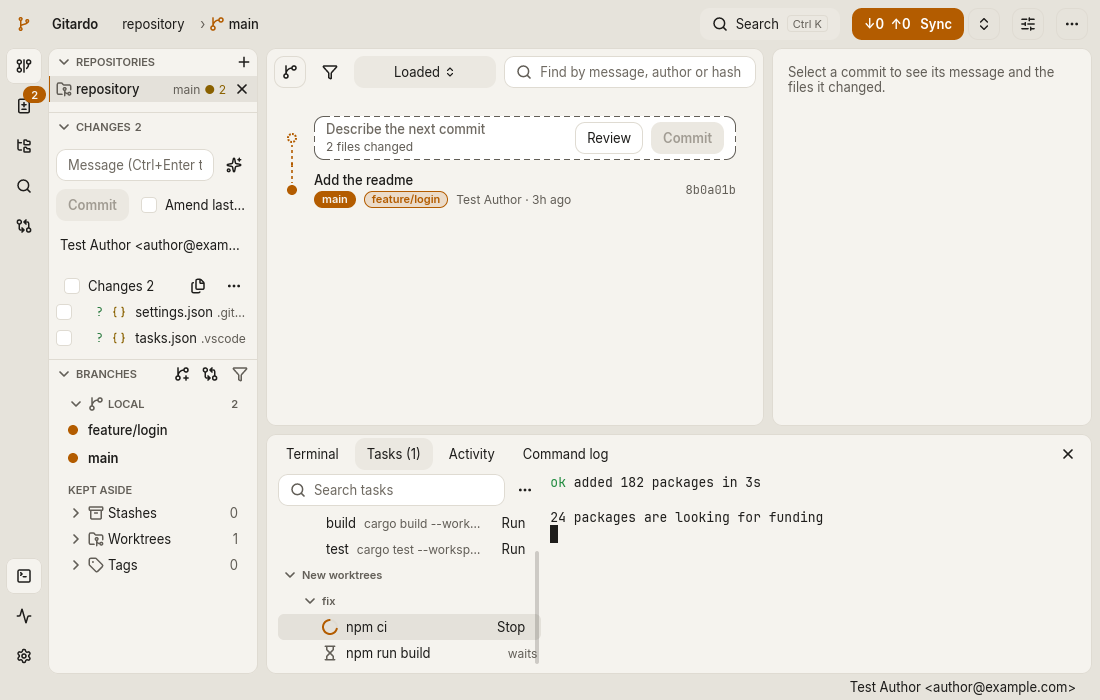 Gitardo
repository
main
Search
Ctrl K
↓0 ↑0 Sync
REPOSITORIES
repository
main
2
2
CHANGES 2
Message (Ctrl+Enter t
Commit
Amend last...
Test Author <author@exam...
Changes 2
? {} settings.json .git...
? {} tasks.json .vscode
BRANCHES
LOCAL
2
feature/login
main
KEPT ASIDE
Stashes 0
Worktrees 1
Tags 0
Loaded
Find by message, author or hash
Describe the next commit
2 files changed
Review
Commit
Add the readme
main
feature/login
Test Author · 3h ago
8b0a01b
Select a commit to see its message and the
files it changed.
Terminal
Tasks (1)
Activity
Command log
Search tasks
build cargo build --work... Run
test cargo test --worksp... Run
New worktrees
fix
npm ci Stop
npm run build waits
ok added 182 packages in 3s
24 packages are looking for funding
Test Author <author@example.com>